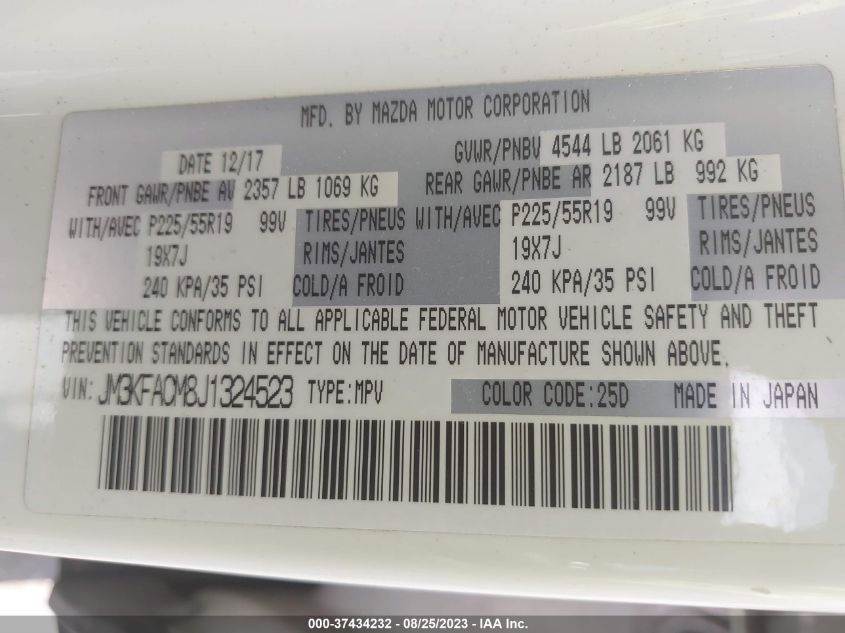 MFD. BY MAZDA MOTOR CORPORATION
DATE 12/17 GVWR/PNBV 4544 LB 2061 KG
FRONT GAWR/PNBE AV 2357 LB 1069 KG REAR GAWR/PNBE AR 2187 LB 992 KG
WITH/AVEC P225/55R19 99V TIRES/PNEUS WITH/AVEC P225/55R19 99V TIRES/PNEUS
19X7J RIMS/JANTES 19X7J RIMS/JANTES
240 KPA/35 PSI COLD/A FROID 240 KPA/35 PSI COLD/A FROID
THIS VEHICLE CONFORMS TO ALL APPLICABLE FEDERAL MOTOR VEHICLE SAFETY AND THEFT
PREVENTION STANDARDS IN EFFECT ON THE DATE OF MANUFACTURE SHOWN ABOVE.
VIN: JM3KFACM8J1324523 TYPE:MPV COLOR CODE:25D MADE IN JAPAN
000-37434232 - 08/25/2023 - IAA Inc.